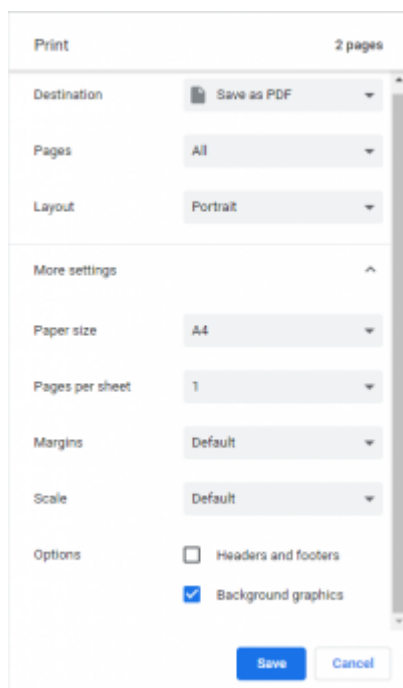 Print 2 pages
Destination Save as PDF
Pages All
Layout Portrait
More settings
Paper size A4
Pages per sheet 1
Margins Default
Scale Default
Options Headers and footers
Background graphics
Save Cancel